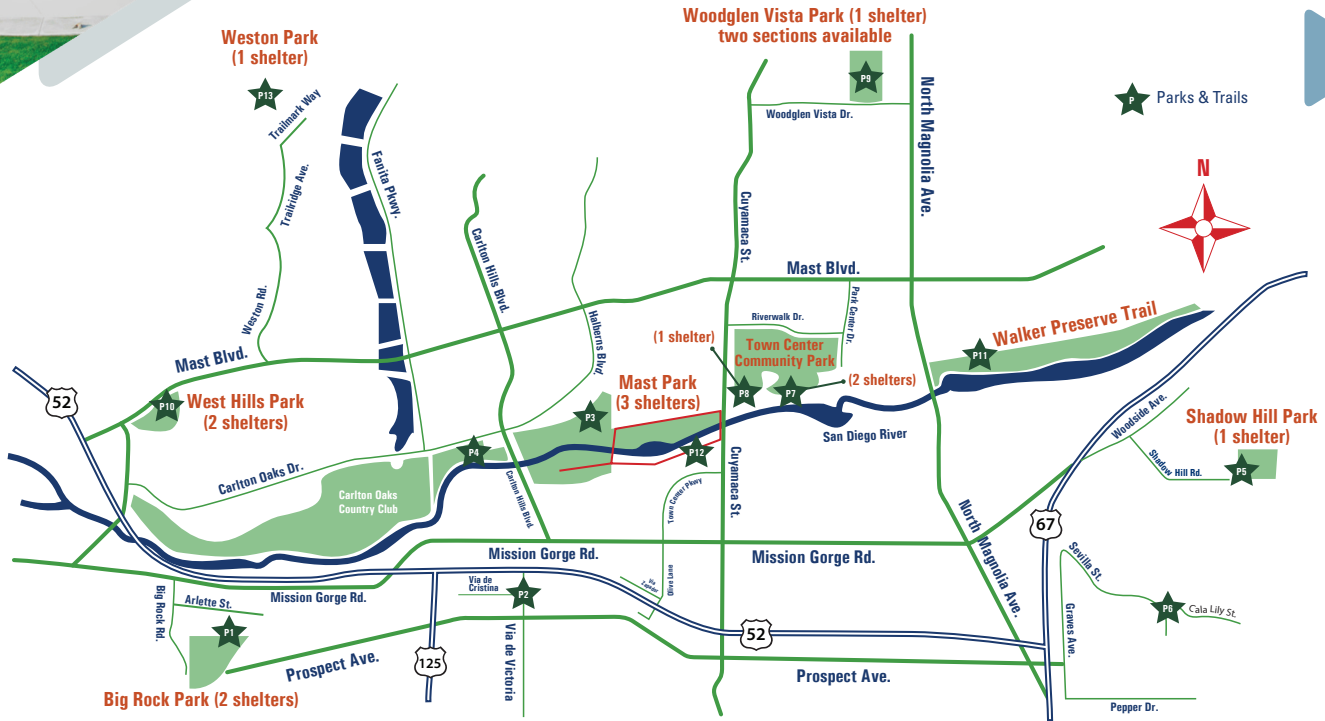 Woodglen Vista Park (1 shelter)
two sections available
Weston Park
(1 shelter)
P13
Trailmark Way
Trailridge Ave.
Weston Rd.
Fanita Pkwy.
P9
Woodglen Vista Dr.
North Magnolia Ave.
P
Parks & Trails
N
Carlton Hills Blvd.
Halberns Blvd.
Cuyamaca St.
Mast Blvd.
Park Center Dr.
Riverwalk Dr.
(1 shelter)
Town Center
Community Park
P8
P7
(2 shelters)
P11
Walker Preserve Trail
Mast Blvd.
52
P10
West Hills Park
(2 shelters)
Mast Park
(3 shelters)
P3
San Diego River
Woodside Ave.
Shadow Hill Park
(1 shelter)
P5
Shadow Hill Rd.
P4
P12
Carlton Oaks Dr.
Carlton Oaks
Country Club
Carlton Hills Blvd.
Town Center Pkwy
Cuyamaca St.
North Magnolia Ave.
67
Mission Gorge Rd.
Mission Gorge Rd.
Mission Gorge Rd.
Via de
Cristina
P2
Via de Victoria
Via
Zapador
Olive Lane
Sevilla St.
Graves Ave.
P6
Cala Lily St.
Big Rock Rd.
Arlette St.
P1
Prospect Ave.
125
52
Prospect Ave.
Pepper Dr.
Big Rock Park (2 shelters)